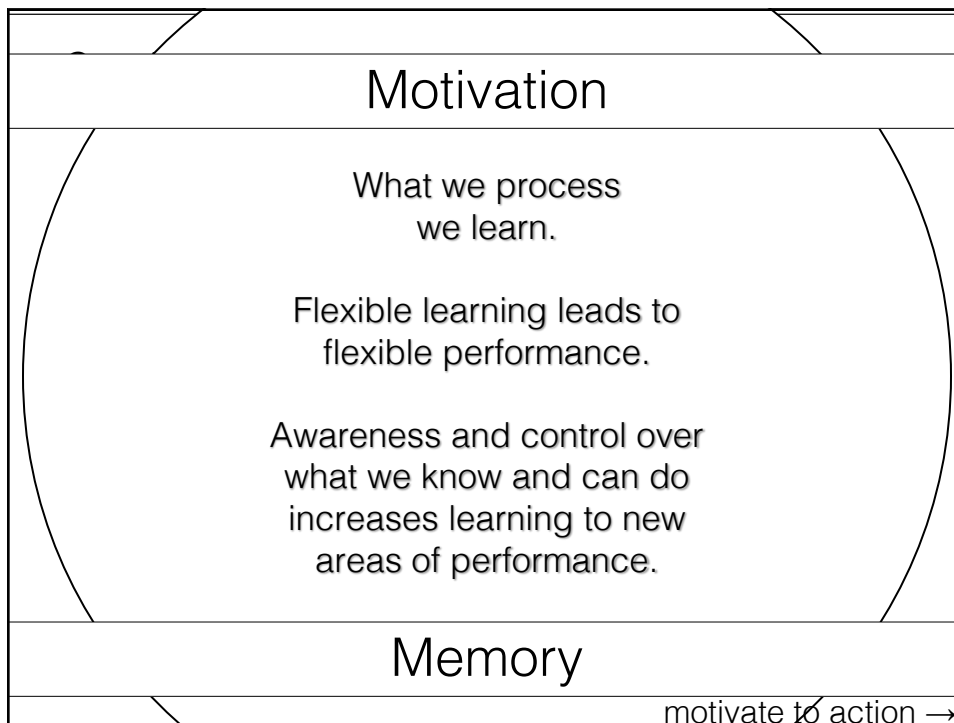 Motivation
What we process
we learn.
Flexible learning leads to
flexible performance.
Awareness and control over
what we know and can do
increases learning to new
areas of performance.
Memory
motivate to action →